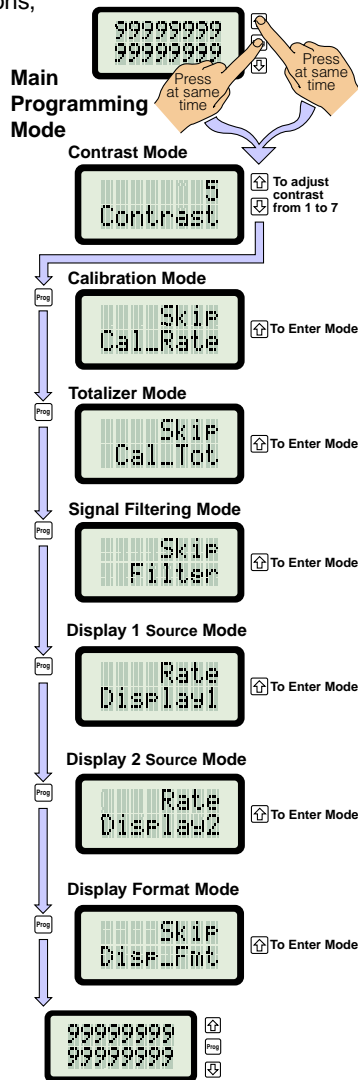 ons,
99999999
99999999
Press
at same
time
Press
at same
time
Main
Programming
Mode
Contrast Mode
5
Contrast
To adjust
contrast
from 1 to 7
Prog
Calibration Mode
Skip
Cal_Rate
To Enter Mode
Prog
Totalizer Mode
Skip
Cal_Tot
To Enter Mode
Prog
Signal Filtering Mode
Skip
Filter
To Enter Mode
Prog
Display 1 Source Mode
Rate
Display1
To Enter Mode
Prog
Display 2 Source Mode
Rate
Display2
To Enter Mode
Prog
Display Format Mode
Skip
Disp_Fmt
To Enter Mode
99999999
99999999
Prog